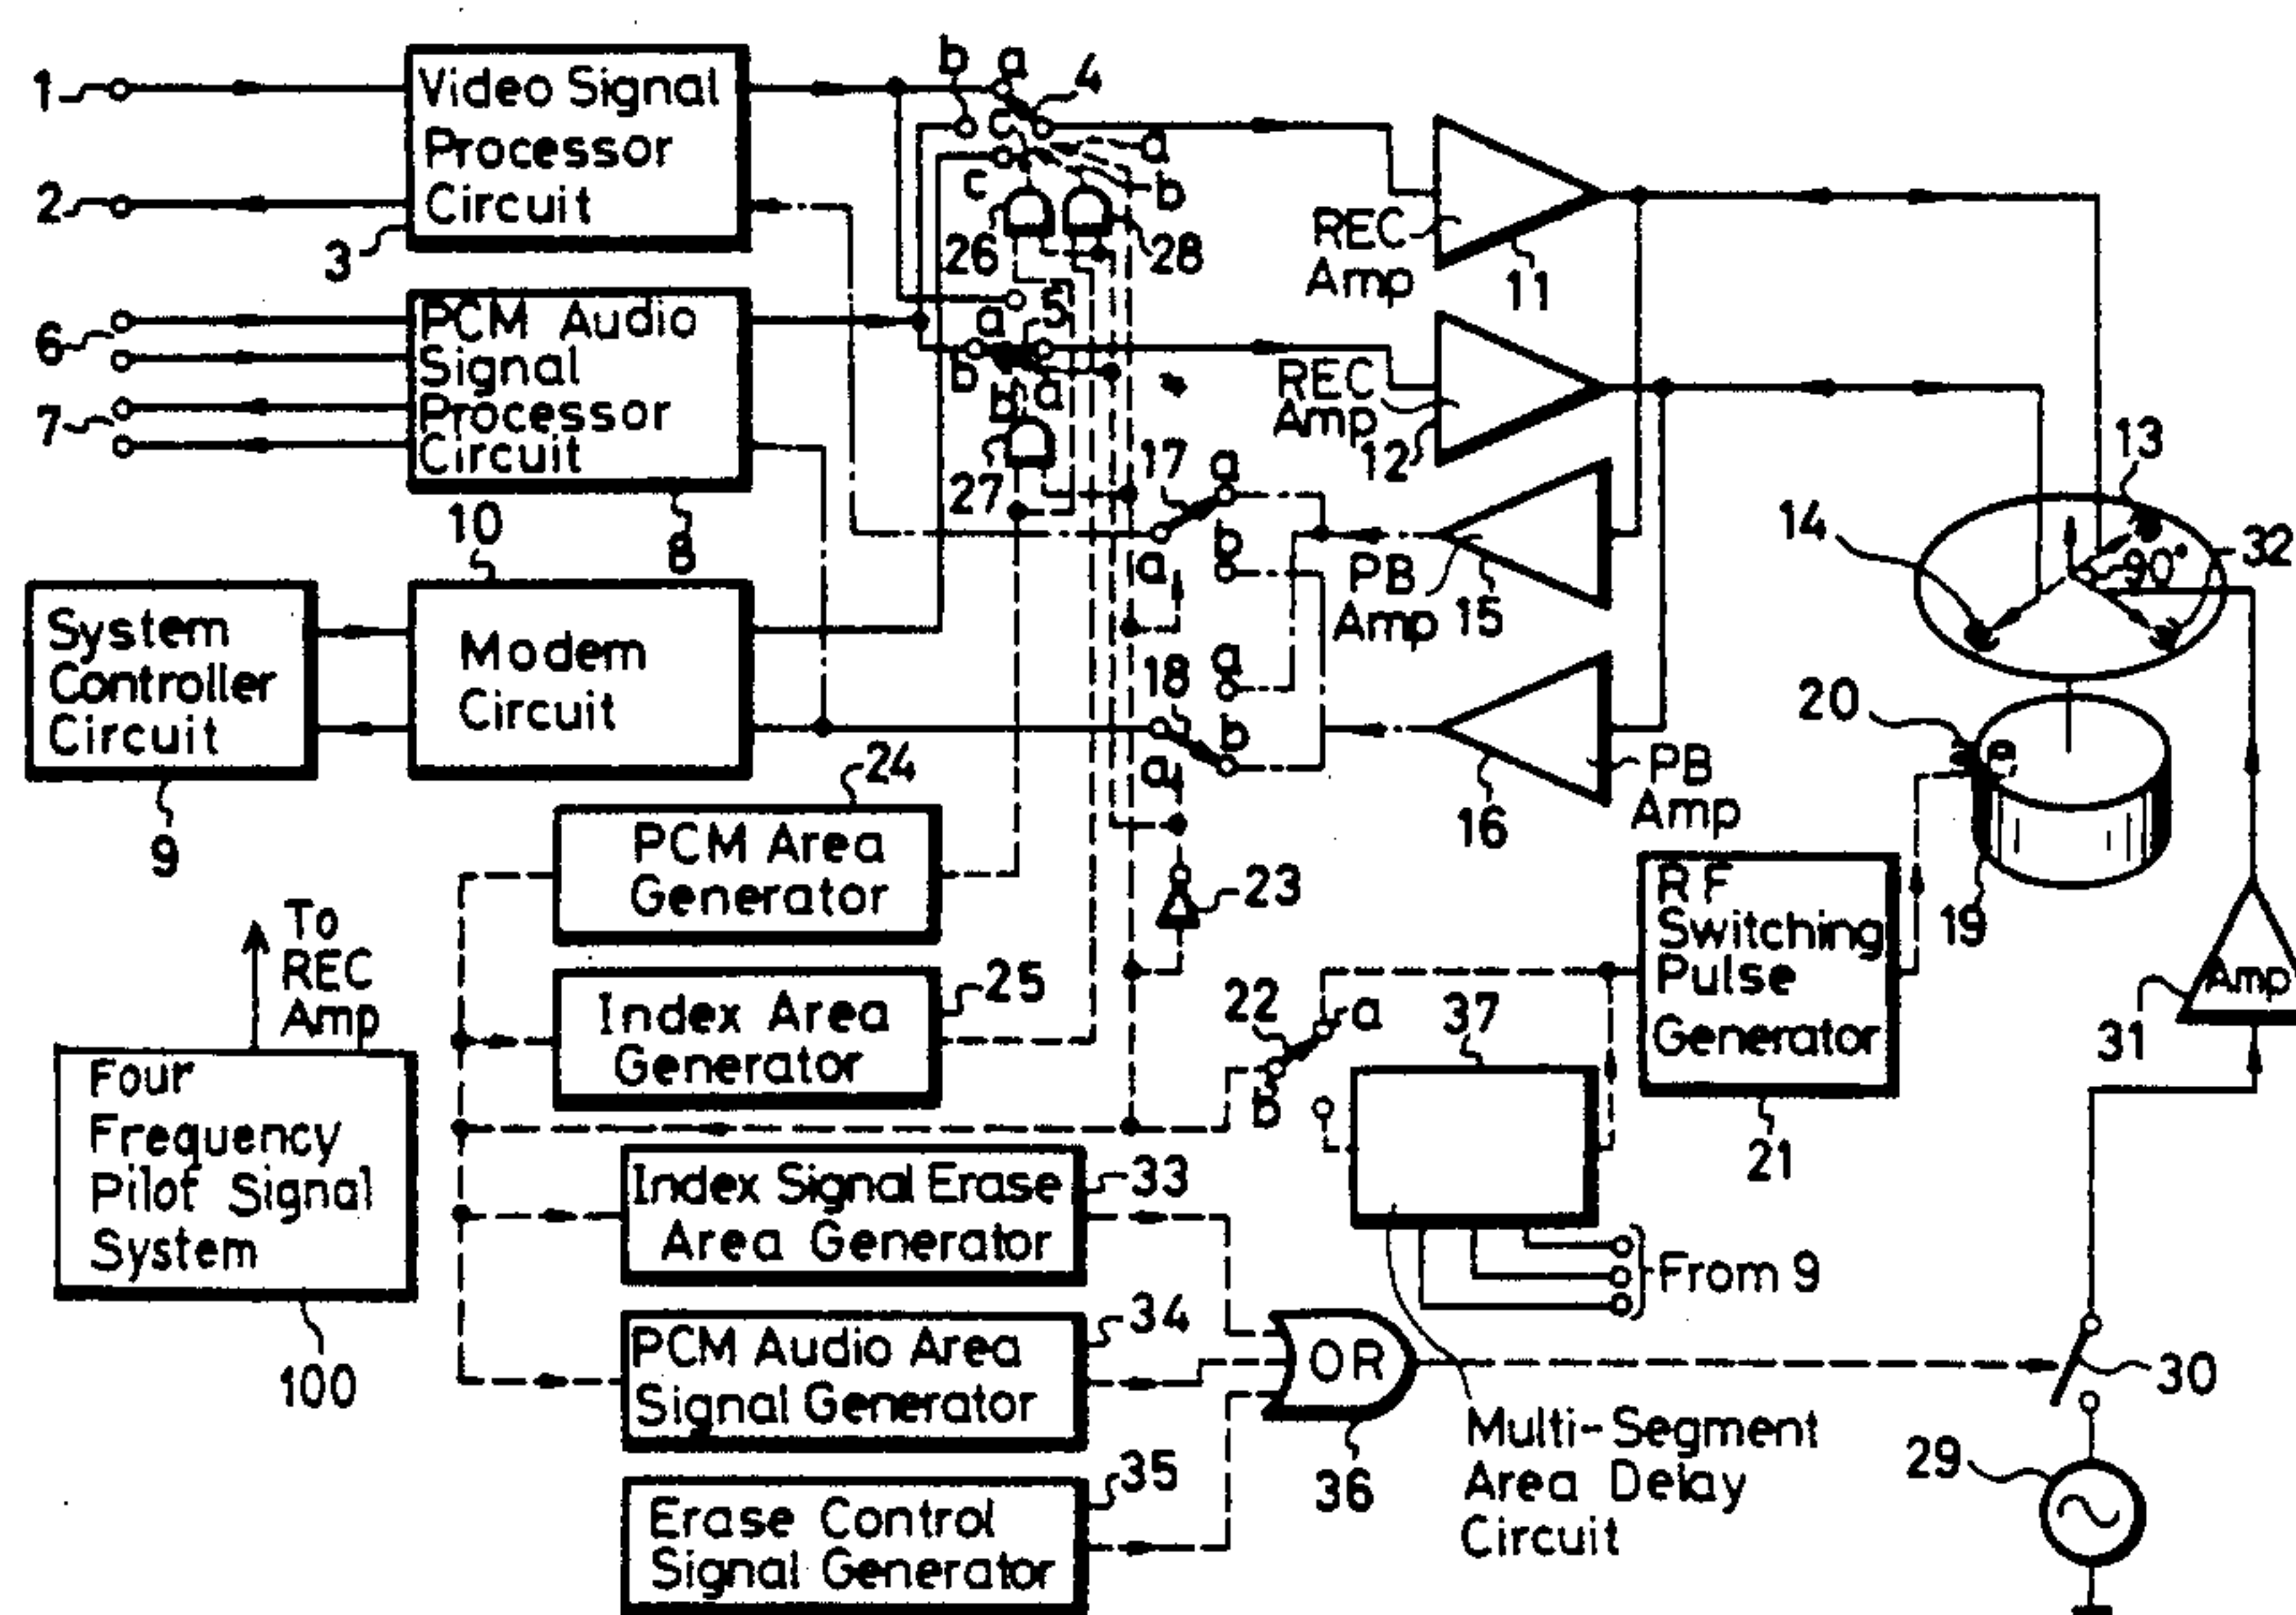 1
2
Video Signal
Processor
Circuit
3
b a 4
c a
c b
26 28
REC
Amp
11
6
7
PCM Audio
Signal
Processor
Circuit
8
a 5
b a
b
27
REC
Amp
12
17 a
b
a
PB
Amp 15
13
14
90°
32
10
System
Controller
Circuit
9
Modem
Circuit
18 a
b
a
16
PB
Amp
20
19
24
PCM Area
Generator
23
RF
Switching
Pulse
Generator
21
Amp
31
To
REC
Amp
25
Index Area
Generator
22 a
b
37
Four
Frequency
Pilot Signal
System
100
Index Signal Erase
Area Generator
33
From 9
PCM Audio Area
Signal Generator
34
OR
36
30
Multi-Segment
Area Delay
Circuit
29
Erase Control
Signal Generator
35